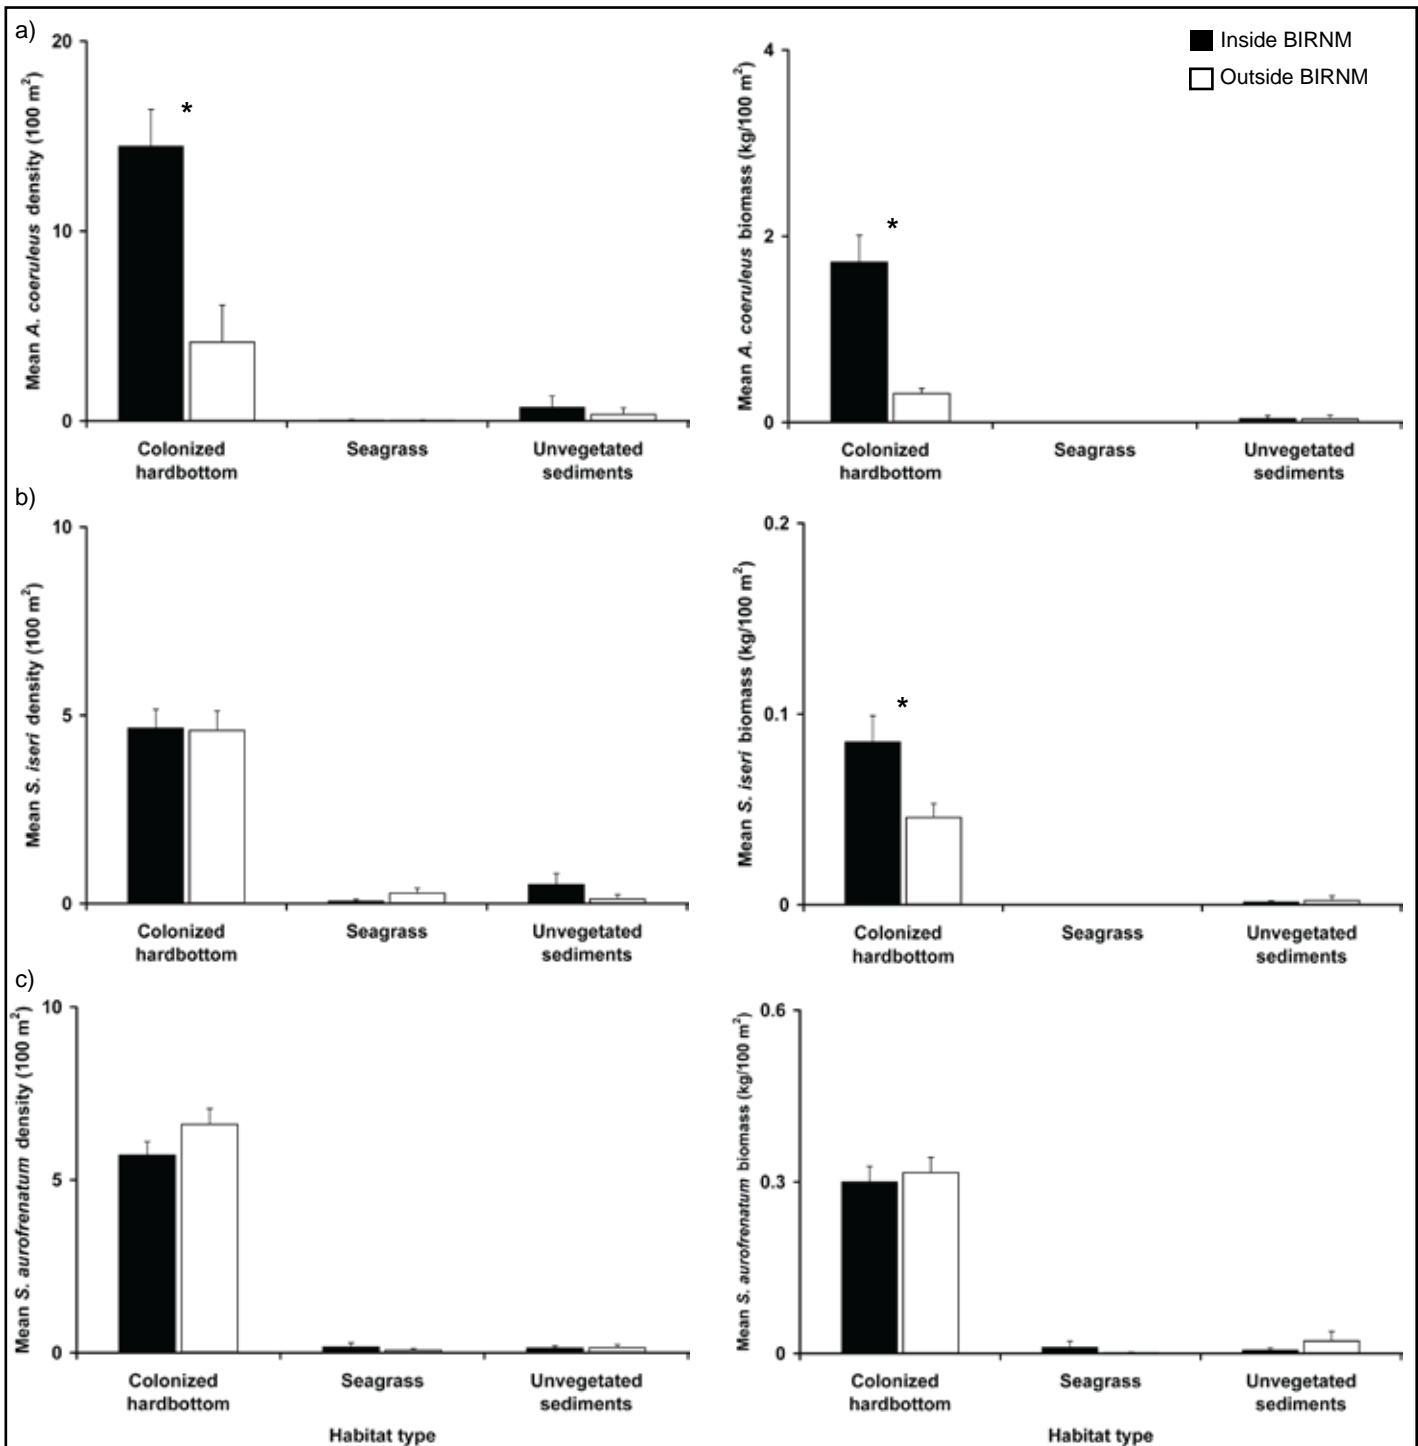 a)
Mean A. coeruleus density (100 m²)
20
10
0
*
Colonized
hardbottom
Seagrass
Unvegetated
sediments
Mean A. coeruleus biomass (kg/100 m²)
4
2
0
*
Inside BIRNM
Outside BIRNM
Colonized
hardbottom
Seagrass
Unvegetated
sediments
b)
Mean S. iseri density (100 m²)
10
5
0
Colonized
hardbottom
Seagrass
Unvegetated
sediments
Mean S. iseri biomass (kg/100 m²)
0.2
0.1
0
*
Colonized
hardbottom
Seagrass
Unvegetated
sediments
c)
Mean S. aurofrenatum density (100 m²)
10
5
0
Colonized
hardbottom
Seagrass
Unvegetated
sediments
Habitat type
Mean S. aurofrenatum biomass (kg/100 m²)
0.6
0.3
0
Colonized
hardbottom
Seagrass
Unvegetated
sediments
Habitat type